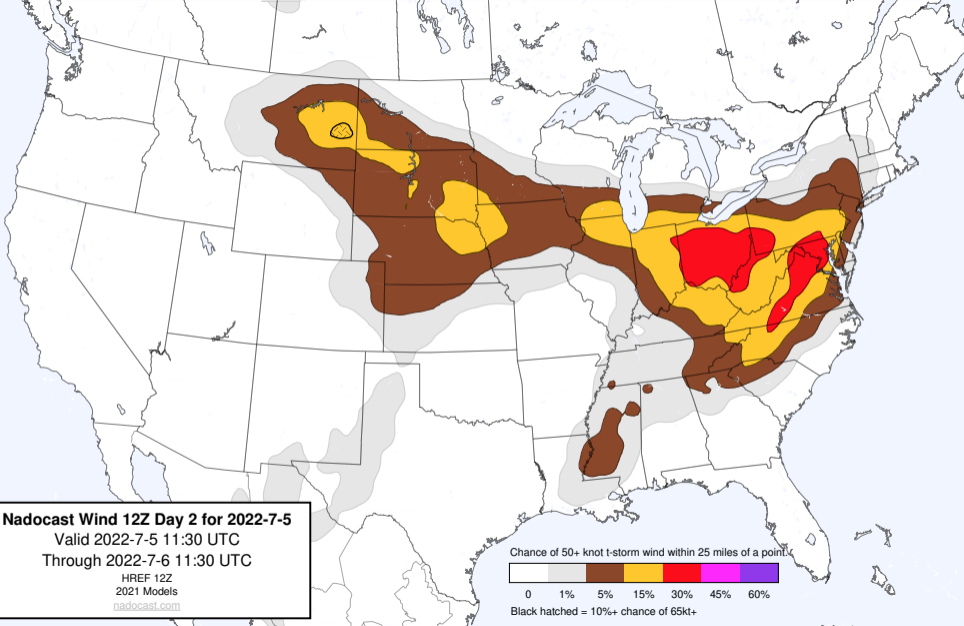 Nadocast Wind 12Z Day 2 for 2022-7-5
Valid 2022-7-5 11:30 UTC
Through 2022-7-6 11:30 UTC
HREF 12Z
2021 Models
nadocast.com
Chance of 50+ knot t-storm wind within 25 miles of a point.
0 1% 5% 15% 30% 45% 60%
Black hatched = 10%+ chance of 65kt+